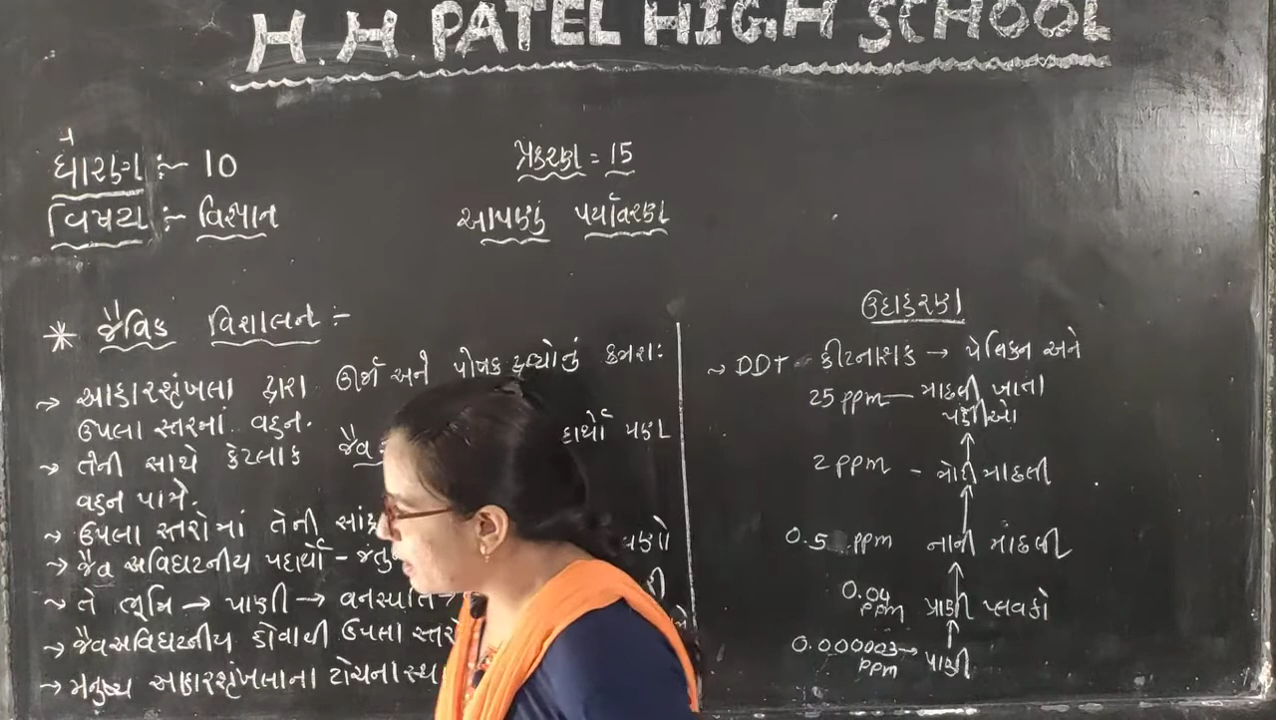 H. H PATEL HIGH SCHOOL
ધોરણ :- 10
પ્રકરણ = 15
વિષય :- વિજ્ઞાન
આપણું પર્યાવરણ
* જૈવિક વિશાલન :-
→ આહારશૃંખલા દ્વારા ઊર્જા અને પોષક દ્રવ્યોનું ક્રમશઃ
ઉપલા સ્તરમાં વહન.
→ તેની સાથે કેટલાક જૈવ પણ
વહન પામે.
→ ઉપલા સ્તરોમાં તેની
→ જૈવ અવિઘટનીય પદાર્થો -
→ તે ભૂમિ → પાણી → વનસ્પતિ →
→ જૈવઅવિઘટનીય હોવાથી ઉપલા
→ મનુષ્ય આહારશૃંખલાના ટોચના
ઉદાહરણ
→ DDT - કીટનાશક → પેલિકન અને
25 ppm — માછલી ખાતા
પક્ષીઓ
2 ppm - મોટી માછલી
0.5 ppm નાની માછલી
0.04 ppm પ્રાણી પ્લવકો
0.000003 → પાણી
ppm